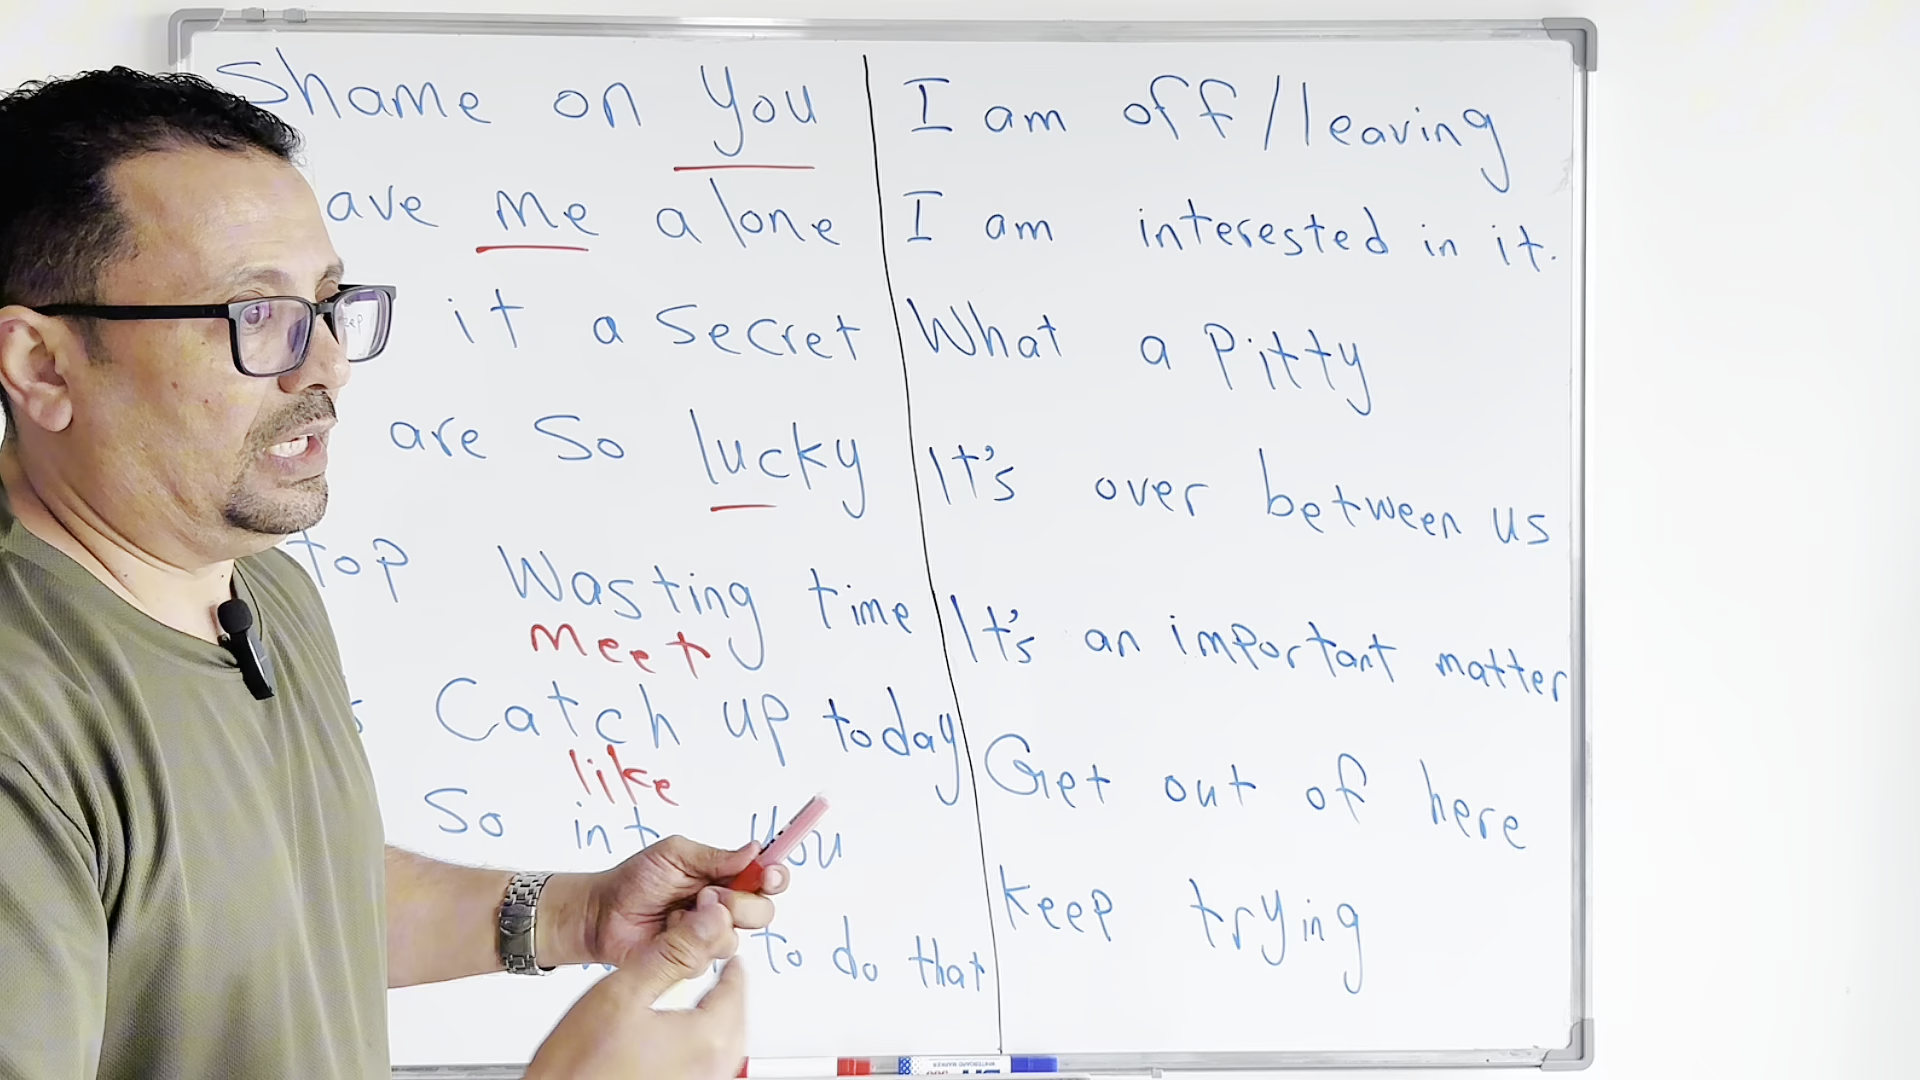 Shame on you
ave me alone
it a secret
are so lucky
top Wasting time
meet
Catch up today
like
So int you
to do that
I am off/leaving
I am interested in it.
What a Pitty
It's over between us
It's an important matter
Get out of here
Keep trying